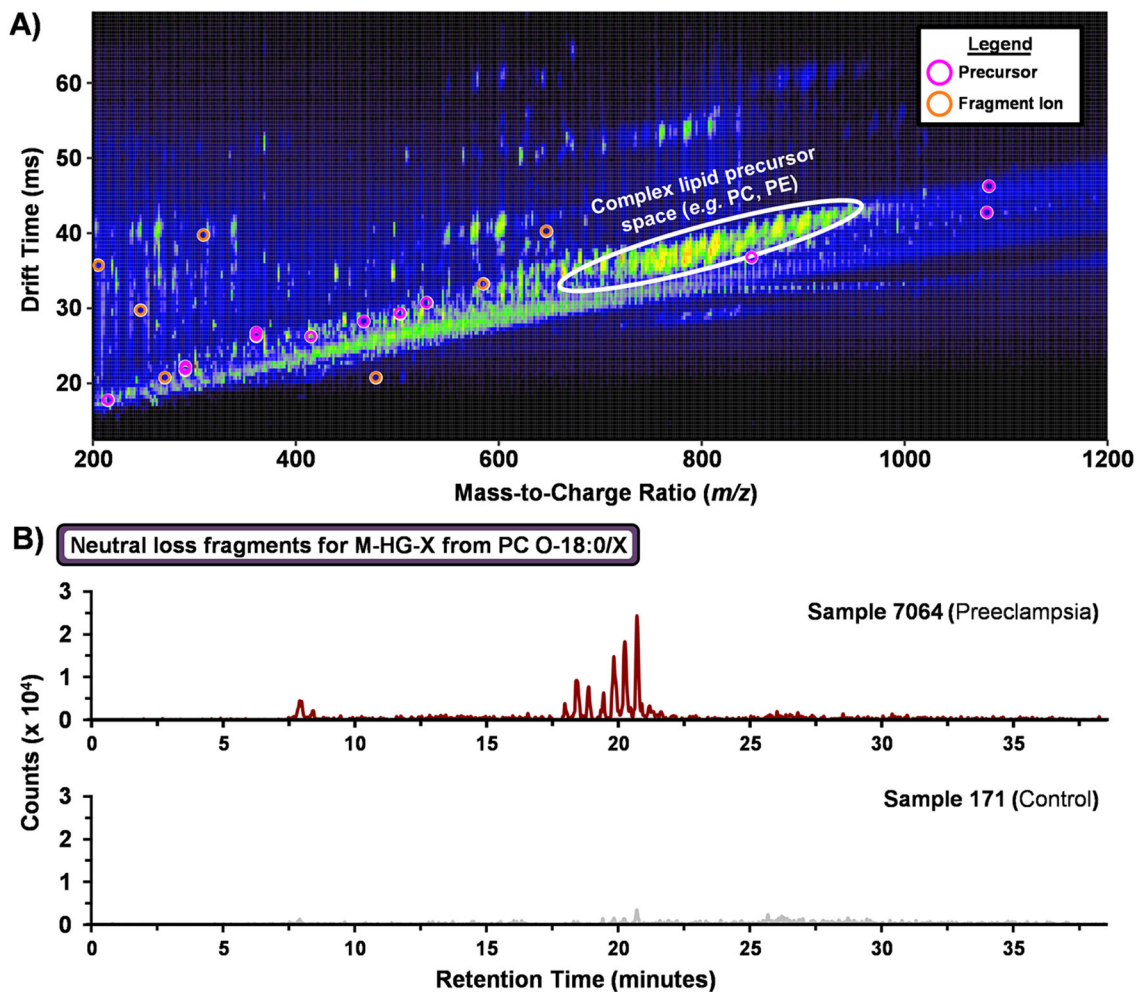 A)
Legend
Precursor
Fragment Ion
Complex lipid precursor
space (e.g. PC, PE)
Drift Time (ms)
60
50
40
30
20
200 400 600 800 1000 1200
Mass-to-Charge Ratio (m/z)
B)
Neutral loss fragments for M-HG-X from PC O-18:0/X
Sample 7064 (Preeclampsia)
Counts (x 10⁴)
3
2
1
0
0 5 10 15 20 25 30 35
Sample 171 (Control)
3
2
1
0
0 5 10 15 20 25 30 35
Retention Time (minutes)